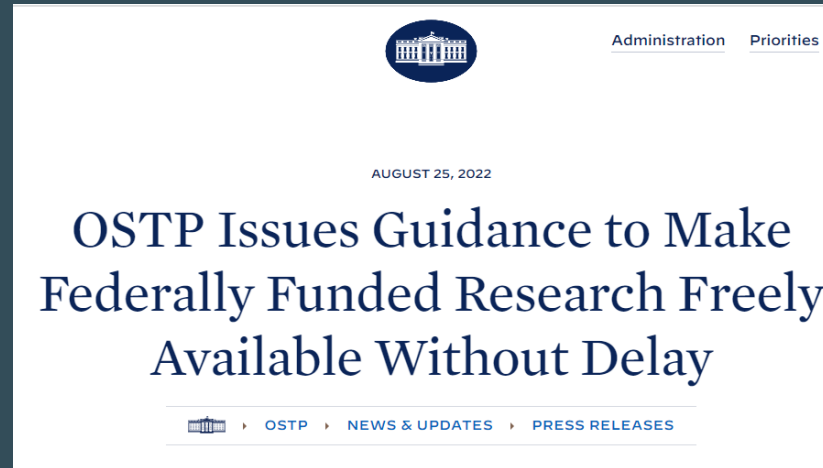 Administration Priorities
AUGUST 25, 2022
OSTP Issues Guidance to Make
Federally Funded Research Freely
Available Without Delay
OSTP NEWS & UPDATES PRESS RELEASES